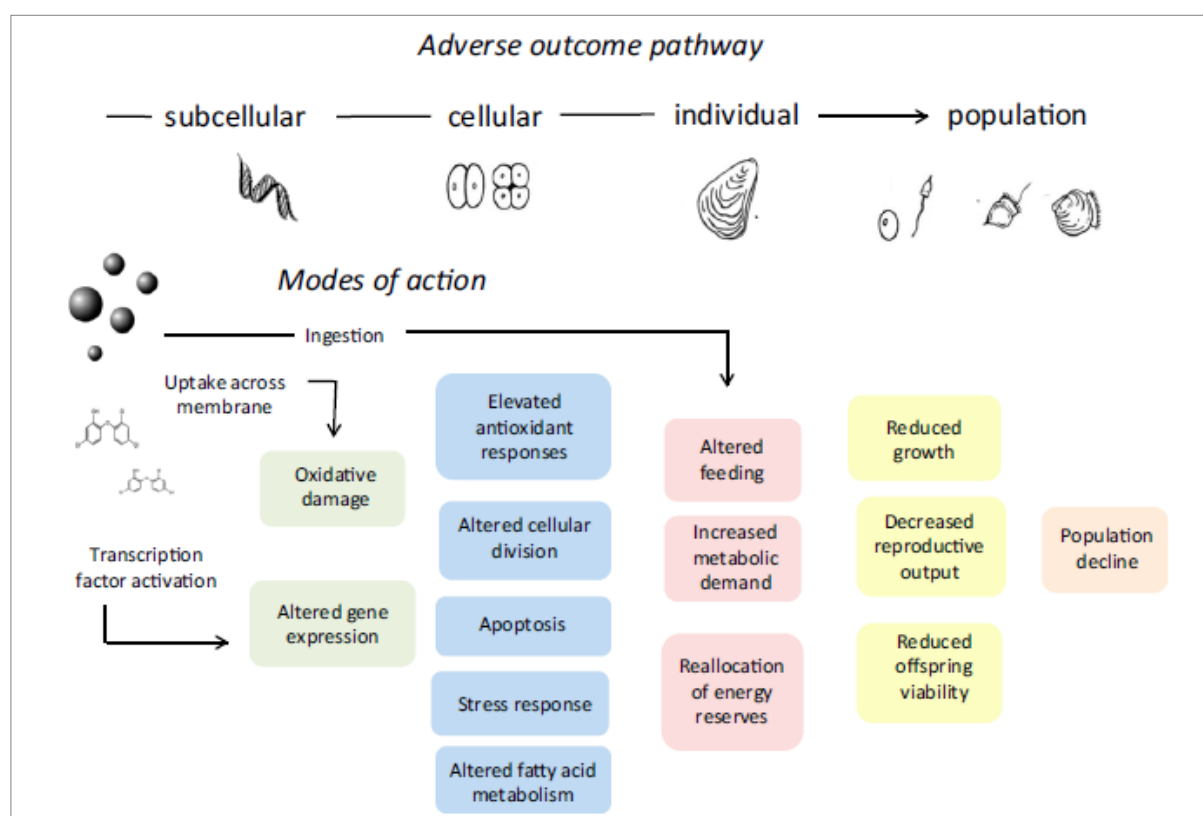 Adverse outcome pathway
subcellular
cellular
individual
population
Modes of action
Ingestion
Uptake across
membrane
Transcription
factor activation
Oxidative
damage
Altered gene
expression
Elevated
antioxidant
responses
Altered cellular
division
Apoptosis
Stress response
Altered fatty acid
metabolism
Altered
feeding
Increased
metabolic
demand
Reallocation
of energy
reserves
Reduced
growth
Decreased
reproductive
output
Reduced
offspring
viability
Population
decline